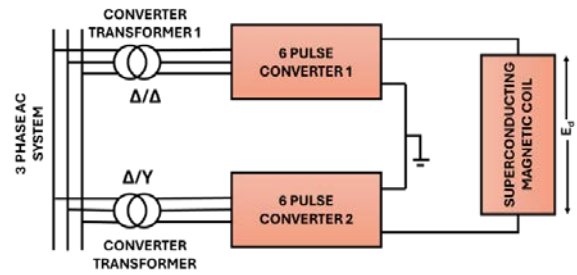 CONVERTER
TRANSFORMER 1
Δ/Δ
6 PULSE
CONVERTER 1
3 PHASE AC
SYSTEM
SUPERCONDUCTING
MAGNETIC COIL
E_d
Δ/Y
6 PULSE
CONVERTER 2
CONVERTER
TRANSFORMER